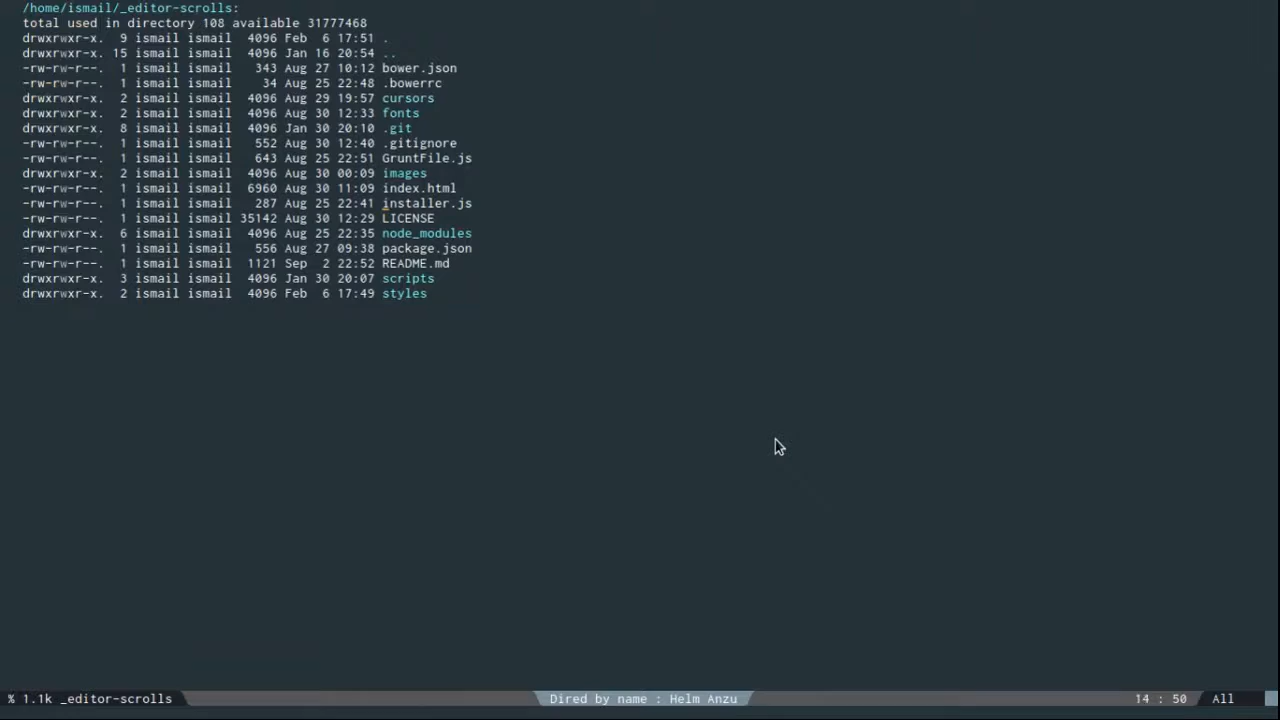 /home/ismail/_editor-scrolls:
total used in directory 108 available 31777468
drwxrwxr-x.  9 ismail ismail  4096 Feb  6 17:51 .
drwxrwxr-x. 15 ismail ismail  4096 Jan 16 20:54 ..
-rw-rw-r--.  1 ismail ismail   343 Aug 27 10:12 bower.json
-rw-rw-r--.  1 ismail ismail    34 Aug 25 22:48 .bowerrc
drwxrwxr-x.  2 ismail ismail  4096 Aug 29 19:57 cursors
drwxrwxr-x.  2 ismail ismail  4096 Aug 30 12:33 fonts
drwxrwxr-x.  8 ismail ismail  4096 Jan 30 20:10 .git
-rw-rw-r--.  1 ismail ismail   552 Aug 30 12:40 .gitignore
-rw-rw-r--.  1 ismail ismail   643 Aug 25 22:51 GruntFile.js
drwxrwxr-x.  2 ismail ismail  4096 Aug 30 00:09 images
-rw-rw-r--.  1 ismail ismail  6960 Aug 30 11:09 index.html
-rw-rw-r--.  1 ismail ismail   287 Aug 25 22:41 installer.js
-rw-rw-r--.  1 ismail ismail 35142 Aug 30 12:29 LICENSE
drwxrwxr-x.  6 ismail ismail  4096 Aug 25 22:35 node_modules
-rw-rw-r--.  1 ismail ismail   556 Aug 27 09:38 package.json
-rw-rw-r--.  1 ismail ismail  1121 Sep  2 22:52 README.md
drwxrwxr-x.  3 ismail ismail  4096 Jan 30 20:07 scripts
drwxrwxr-x.  2 ismail ismail  4096 Feb  6 17:49 styles
% 1.1k _editor-scrolls Dired by name : Helm Anzu 14 : 50 All